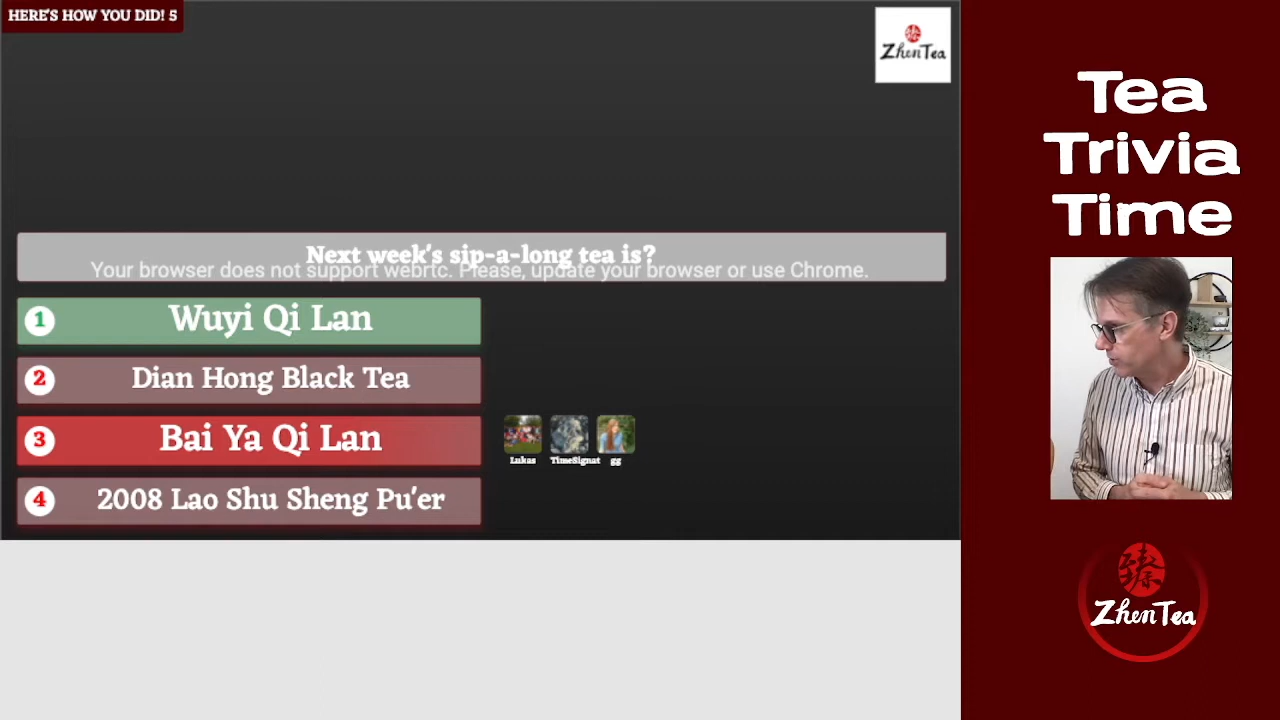 HERE'S HOW YOU DID! 5
ZhenTea
Tea
Trivia
Time
Next week's sip-a-long tea is?
Your browser does not support webrtc. Please, update your browser or use Chrome.
1 Wuyi Qi Lan
2 Dian Hong Black Tea
3 Bai Ya Qi Lan
Lukas TimeSignat gg
4 2008 Lao Shu Sheng Pu'er
臻
ZhenTea